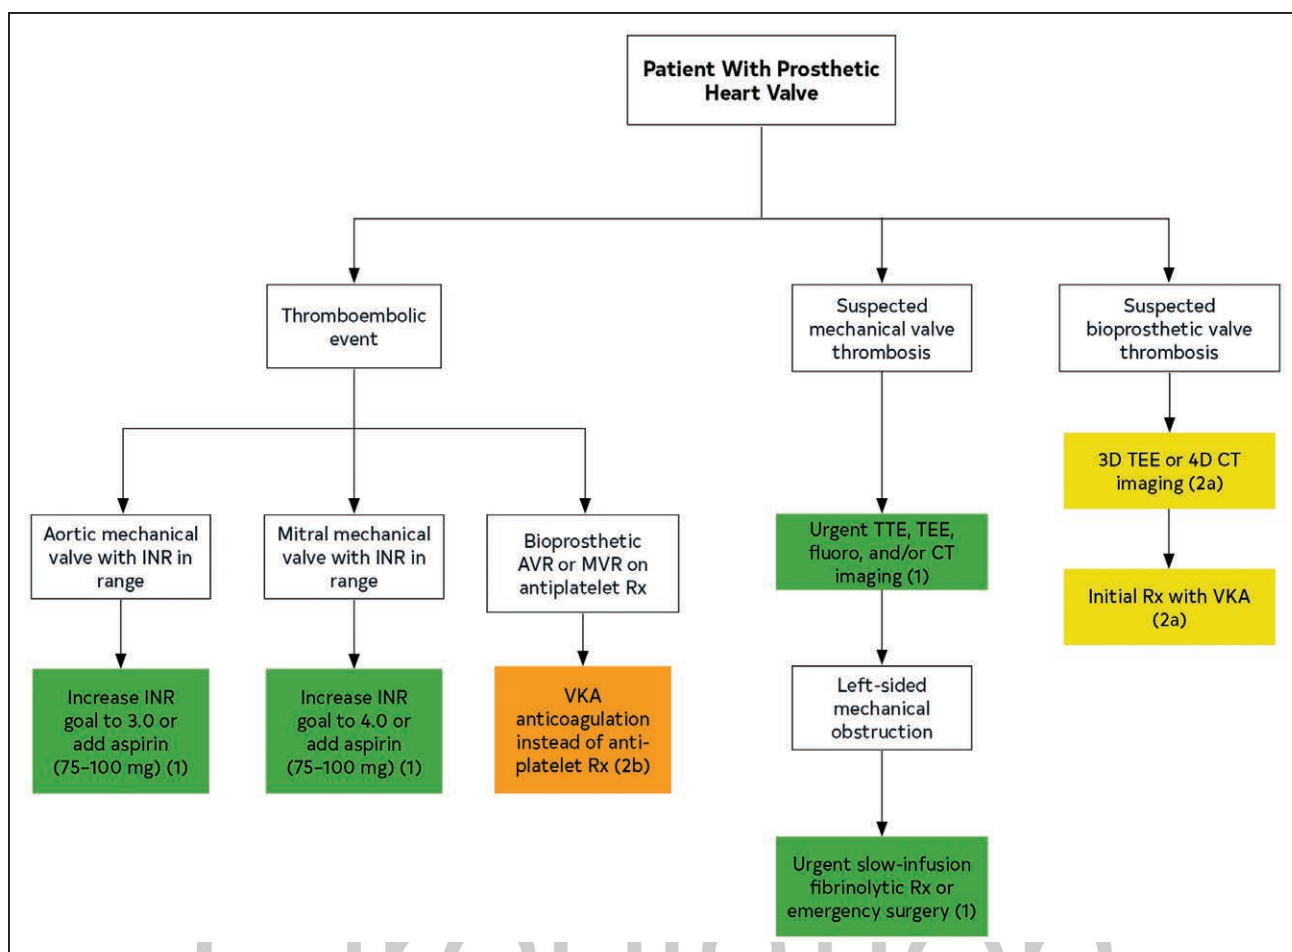 Patient With Prosthetic
Heart Valve
Thromboembolic
event
Suspected
mechanical valve
thrombosis
Suspected
bioprosthetic valve
thrombosis
Aortic mechanical
valve with INR in
range
Mitral mechanical
valve with INR in
range
Bioprosthetic
AVR or MVR on
antiplatelet Rx
Urgent TTE, TEE,
fluoro, and/or CT
imaging (1)
3D TEE or 4D CT
imaging (2a)
Initial Rx with VKA
(2a)
Increase INR
goal to 3.0 or
add aspirin
(75–100 mg) (1)
Increase INR
goal to 4.0 or
add aspirin
(75–100 mg) (1)
VKA
anticoagulation
instead of anti-
platelet Rx (2b)
Left-sided
mechanical
obstruction
Urgent slow-infusion
fibrinolytic Rx or
emergency surgery (1)